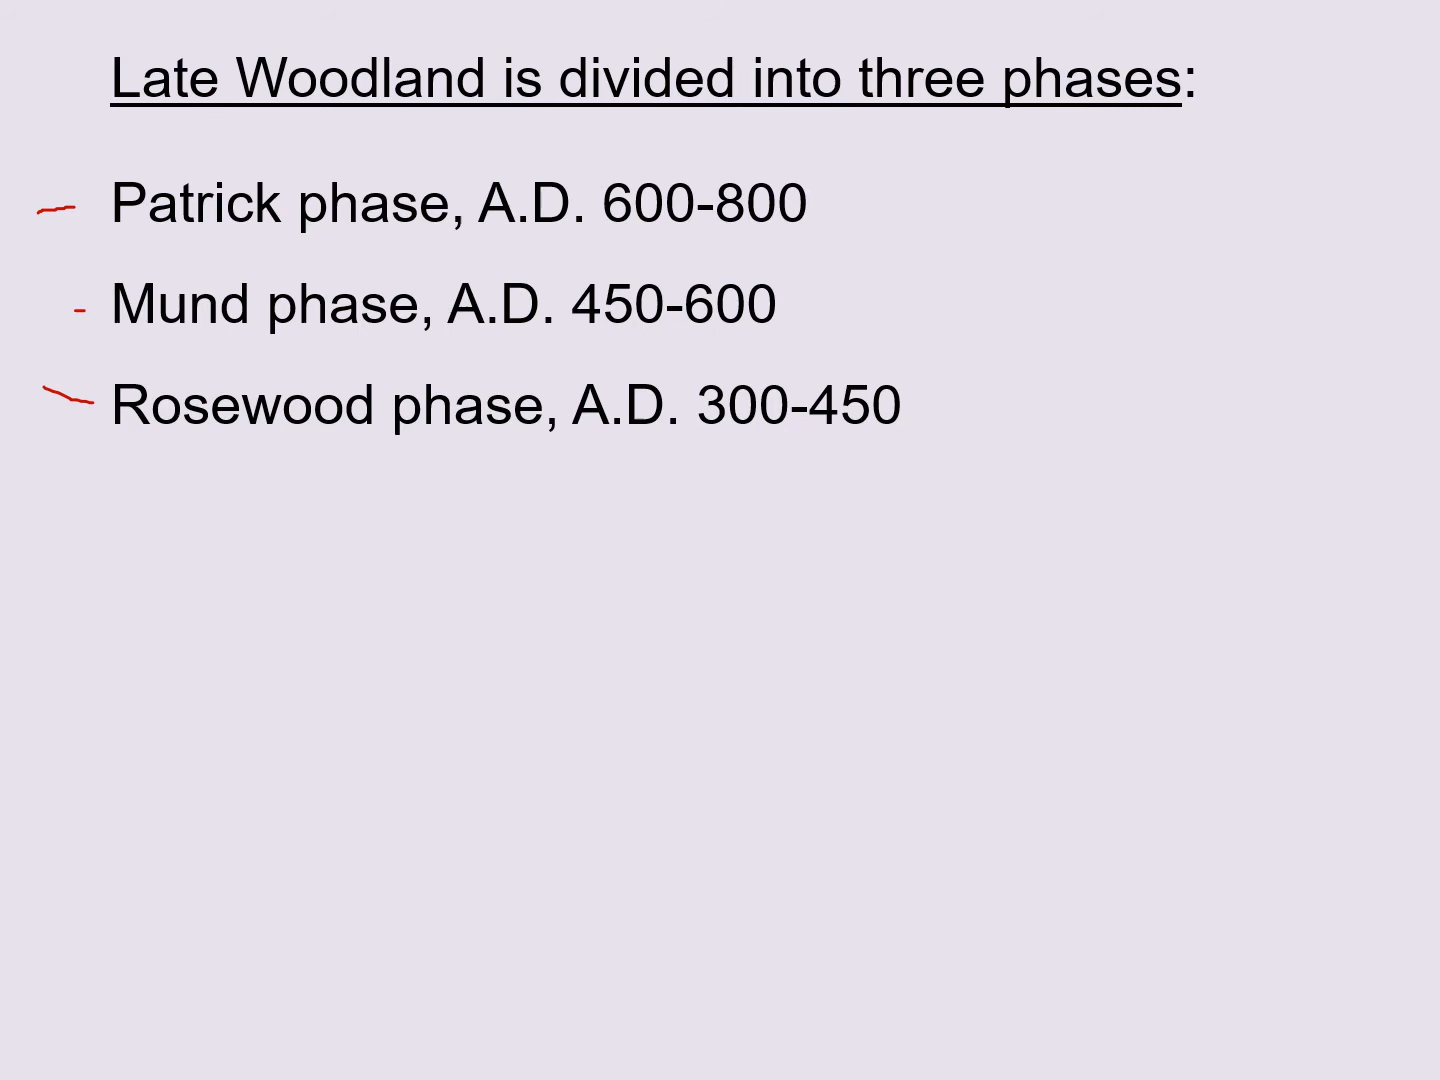 Late Woodland is divided into three phases:
Patrick phase, A.D. 600-800
Mund phase, A.D. 450-600
Rosewood phase, A.D. 300-450